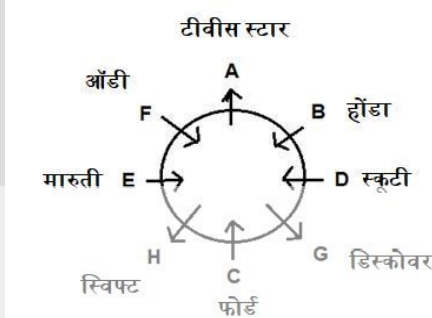 टीवीस स्टार
A
ऑडी
F
B होंडा
मारुती E
D स्कूटी
H
G डिस्कोवर
स्विफ्ट
C
फोर्ड